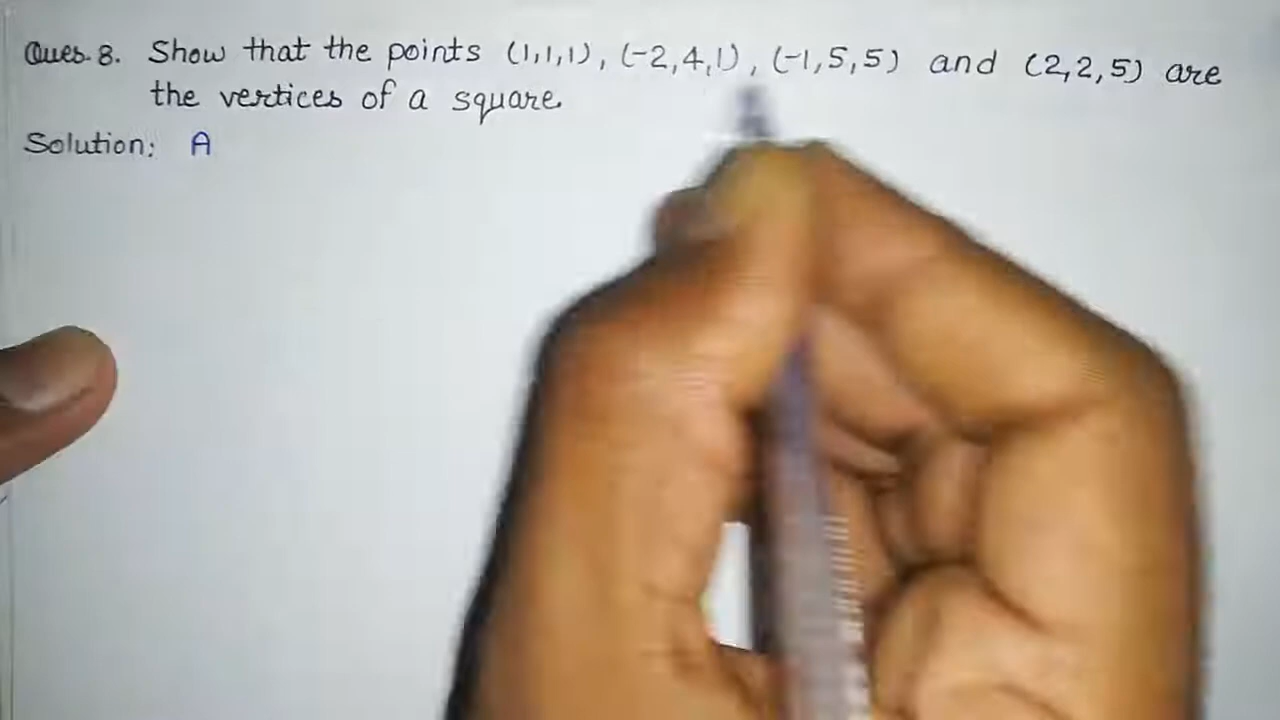 Ques. 8. Show that the points (1,1,1), (-2,4,1), (-1,5,5) and (2,2,5) are
the vertices of a square.
Solution: A